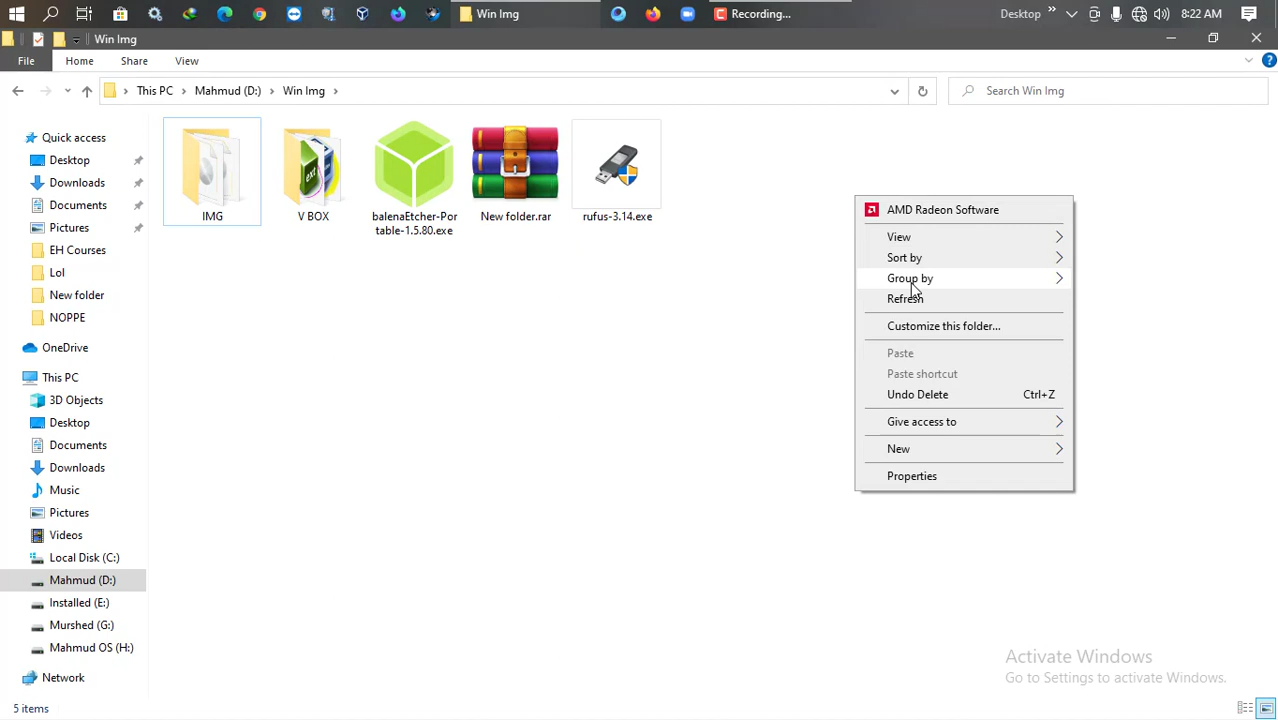 Win Img
Recording...
Desktop
8:22 AM
Win Img
File
Home
Share
View
This PC
Mahmud (D:)
Win Img
Search Win Img
Quick access
Desktop
Downloads
Documents
Pictures
EH Courses
Lol
New folder
NOPPE
OneDrive
This PC
3D Objects
Desktop
Documents
Downloads
Music
Pictures
Videos
Local Disk (C:)
Mahmud (D:)
Installed (E:)
Murshed (G:)
Mahmud OS (H:)
Network
IMG
V BOX
balenaEtcher-Por
table-1.5.80.exe
New folder.rar
rufus-3.14.exe
AMD Radeon Software
View
Sort by
Group by
Refresh
Customize this folder...
Paste
Paste shortcut
Undo Delete Ctrl+Z
Give access to
New
Properties
Activate Windows
Go to Settings to activate Windows.
5 items